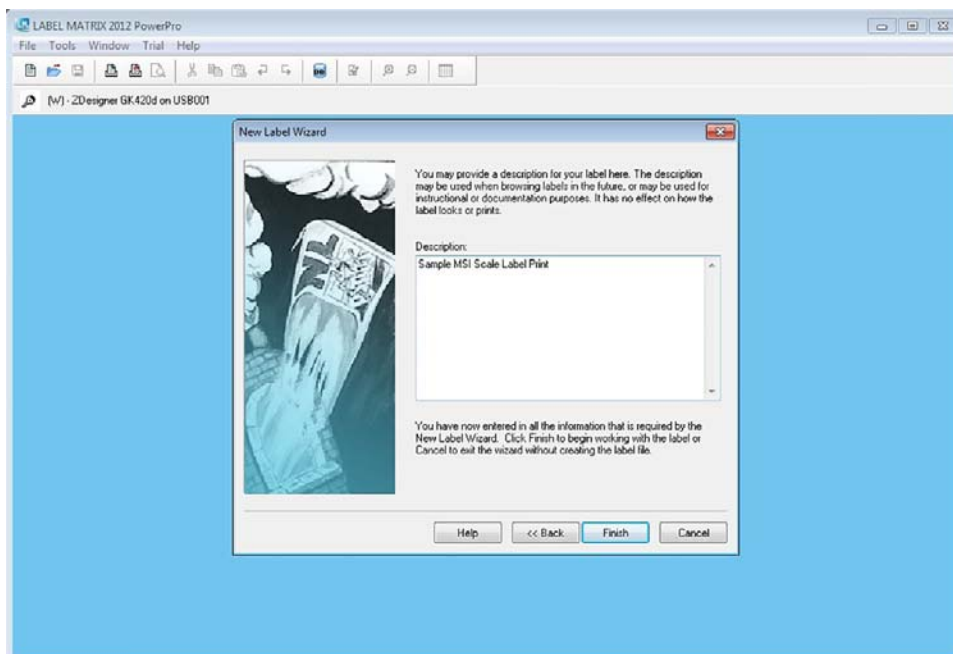 LABEL MATRIX 2012 PowerPro
File Tools Window Trial Help
(W) - ZDesigner GK420d on USB001
New Label Wizard
You may provide a description for your label here. The description
may be used when browsing labels in the future, or may be used for
instructional or documentation purposes. It has no effect on how the
label looks or prints.
Description:
Sample MSI Scale Label Print
You have now entered in all the information that is required by the
New Label Wizard. Click Finish to begin working with the label or
Cancel to exit the wizard without creating the label file.
Help << Back Finish Cancel